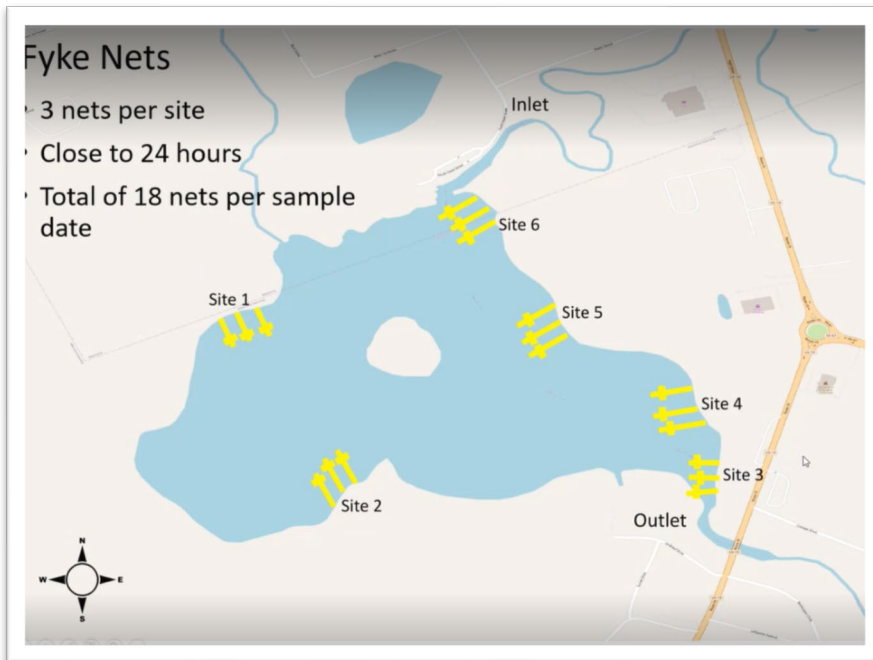 Fyke Nets
3 nets per site
Close to 24 hours
Total of 18 nets per sample
date
Inlet
Site 6
Site 1
Site 5
Site 4
Site 3
Site 2
Outlet
N
W E
S